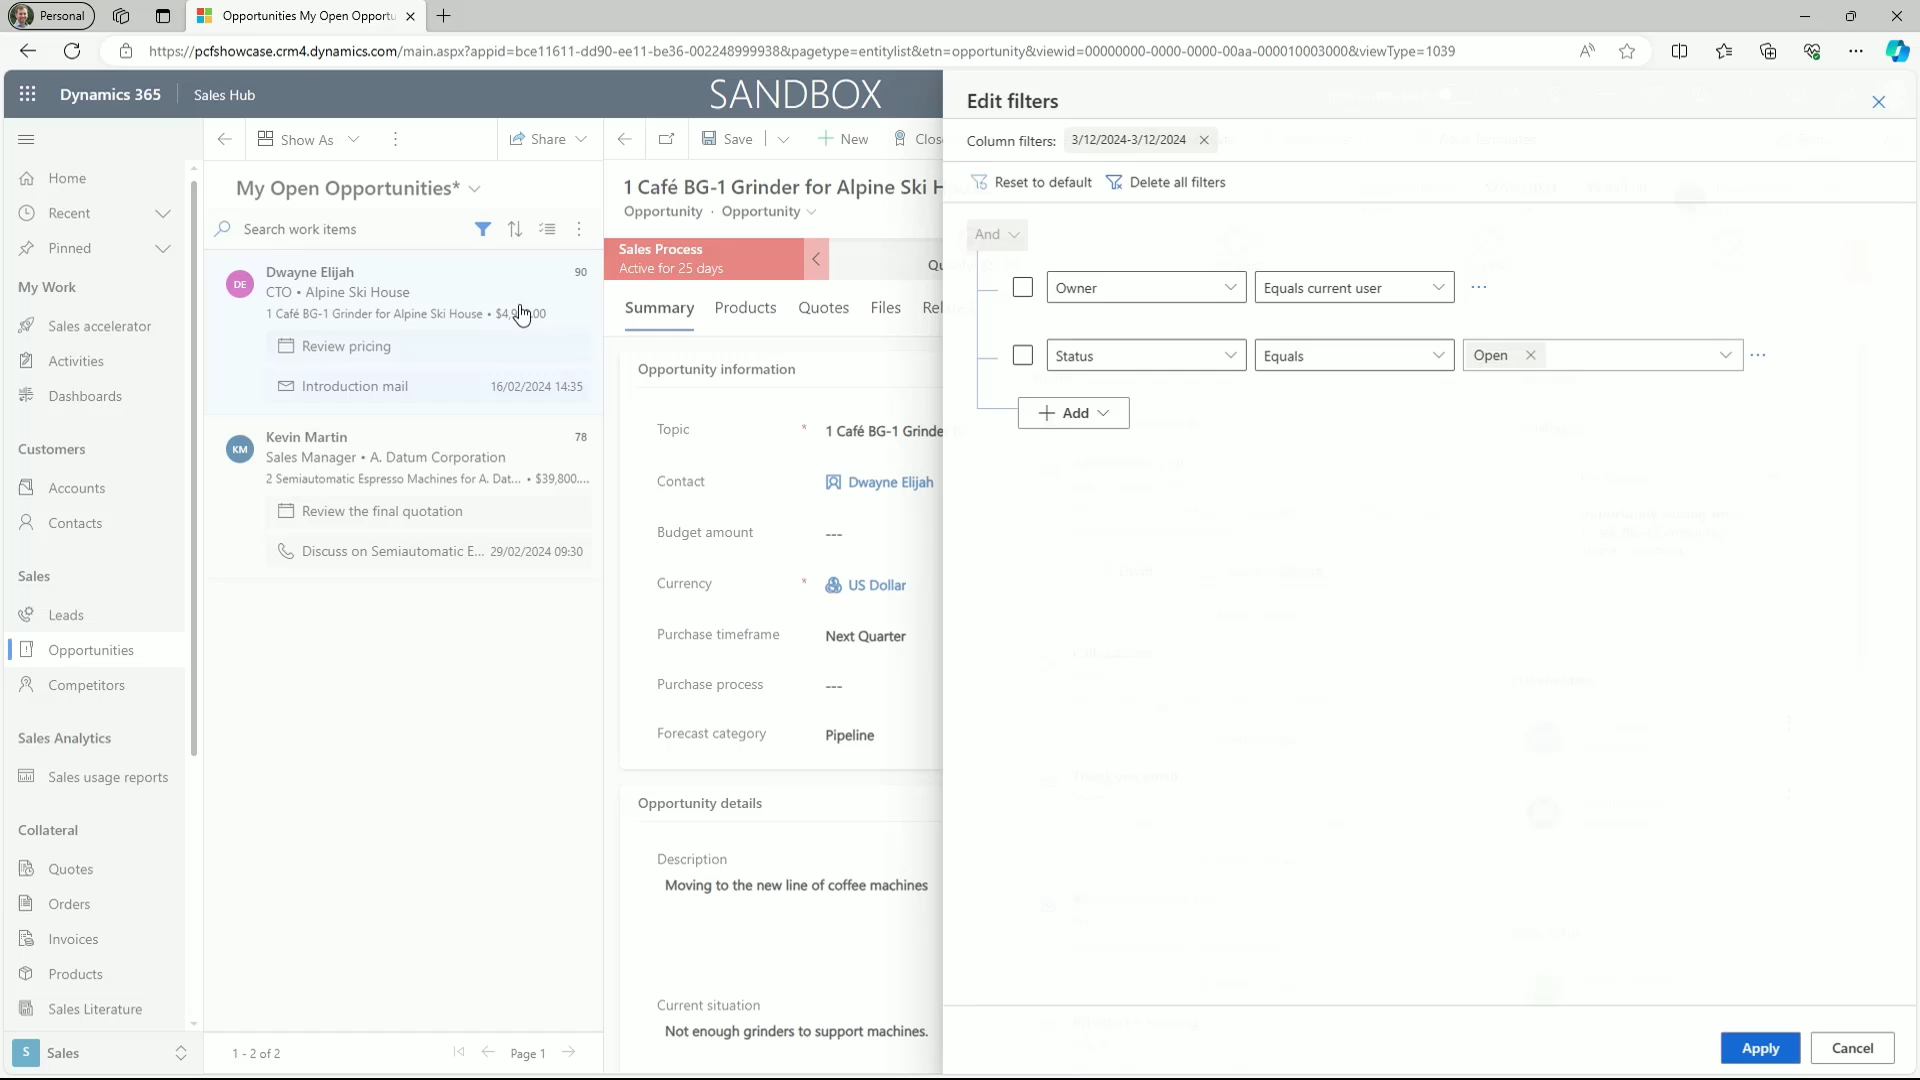 Personal
Opportunities My Open Opportu
https://pcfshowcase.crm4.dynamics.com/main.aspx?appid=bce11611-dd90-ee11-be36-002248999938&pagetype=entitylist&etn=opportunity&viewid=00000000-0000-0000-00aa-000010003000&viewType=1039
Dynamics 365
Sales Hub
SANDBOX
Home
Recent
Pinned
My Work
Sales accelerator
Activities
Dashboards
Customers
Accounts
Contacts
Sales
Leads
Opportunities
Competitors
Sales Analytics
Sales usage reports
Collateral
Quotes
Orders
Invoices
Products
Sales Literature
S Sales
Show As
Share
My Open Opportunities*
Search work items
Dwayne Elijah 90
DE
CTO • Alpine Ski House
1 Café BG-1 Grinder for Alpine Ski House •
Review pricing
Introduction mail 16/02/2024 14:35
Kevin Martin 78
KM
Sales Manager • A. Datum Corporation
2 Semiautomatic Espresso Machines for A. Dat... • $39,800....
Review the final quotation
Discuss on Semiautomatic E... 29/02/2024 09:30
1 - 2 of 2
Page 1
Save
New
Clos
1 Café BG-1 Grinder for Alpine Ski H
Opportunity · Opportunity
Sales Process
Active for 25 days
Qu
Summary Products Quotes Files Rel
Opportunity information
Topic * 1 Café BG-1 Grinde
Contact Dwayne Elijah
Budget amount ---
Currency * US Dollar
Purchase timeframe Next Quarter
Purchase process ---
Forecast category Pipeline
Opportunity details
Description
Moving to the new line of coffee machines
Current situation
Not enough grinders to support machines.
Edit filters
Column filters: 3/12/2024-3/12/2024
Reset to default Delete all filters
And
Owner Equals current user
Status Equals Open
Add
Apply Cancel